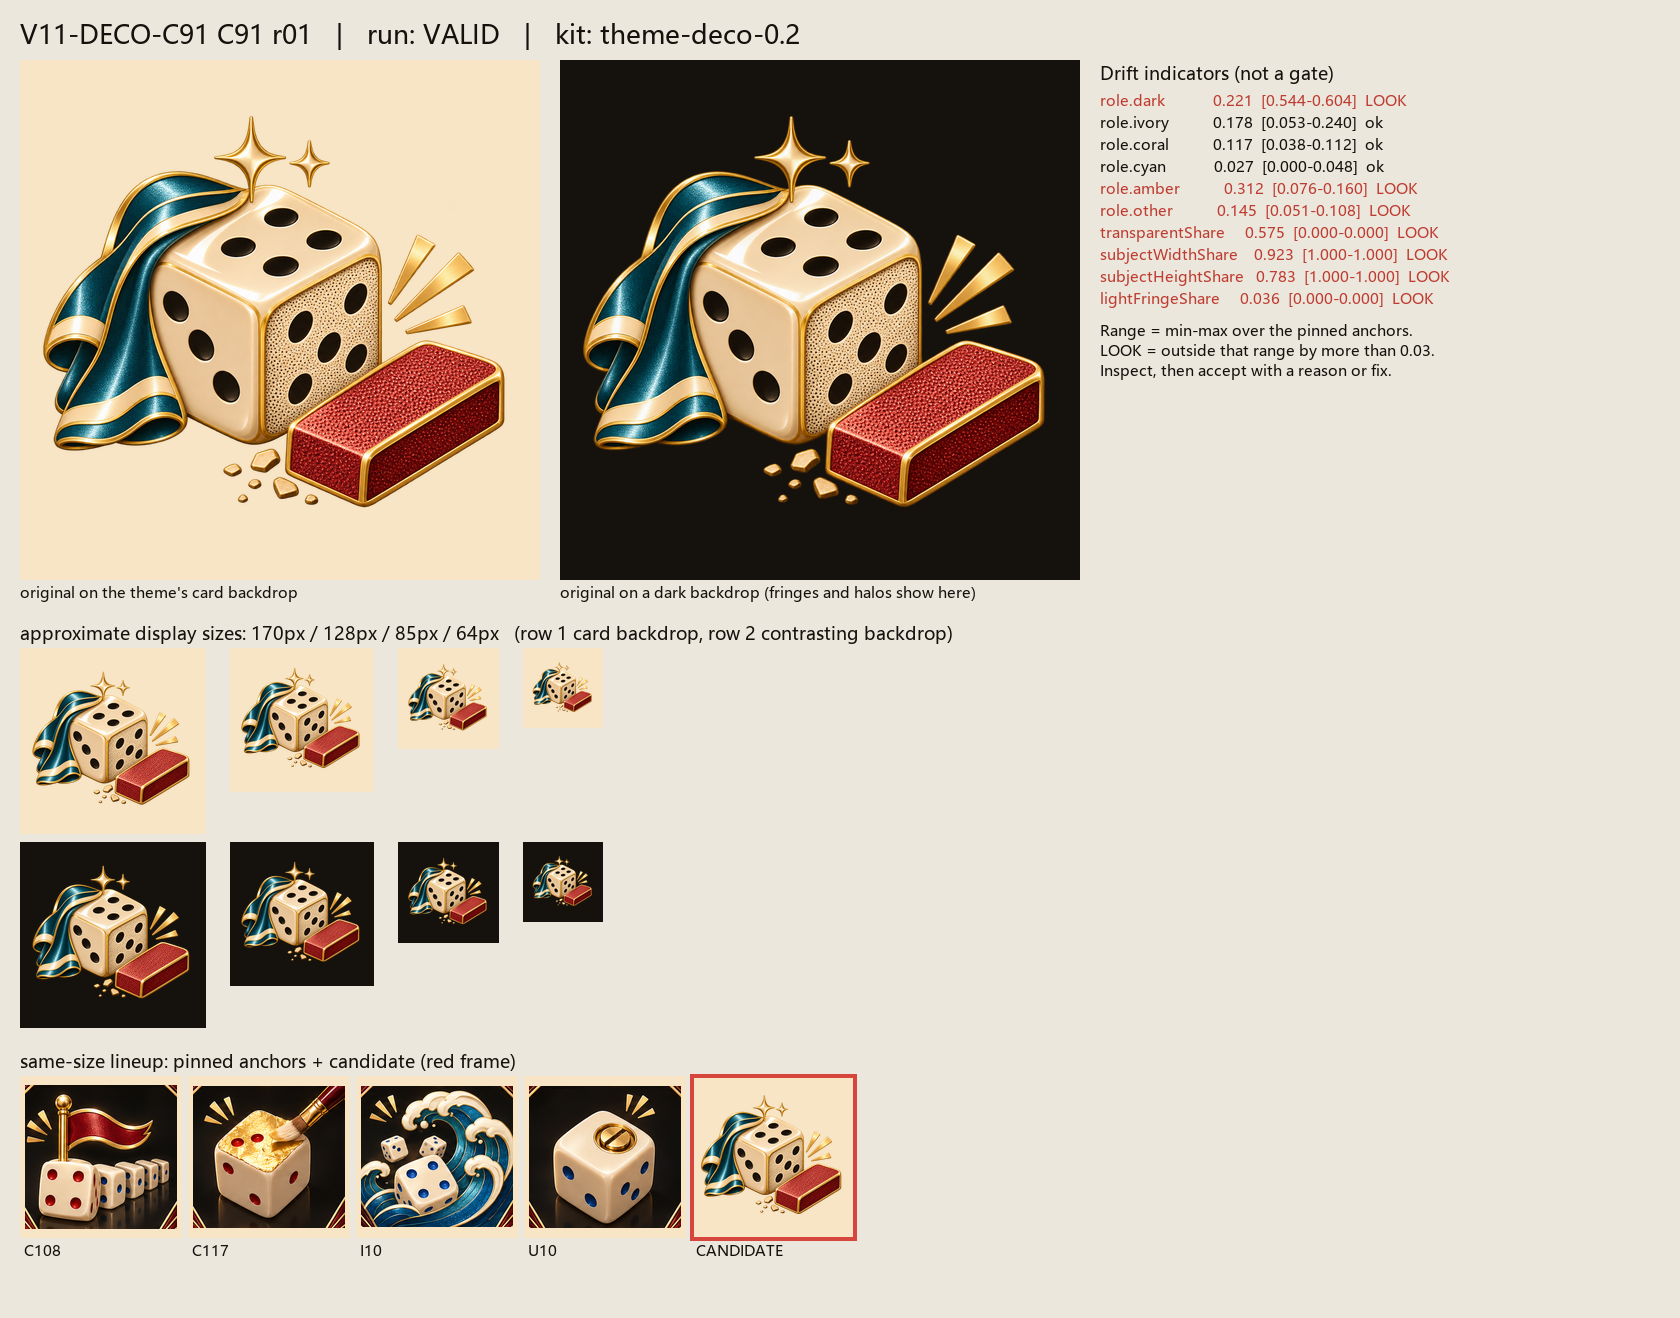 V11-DECO-C91 C91 r01 | run: VALID | kit: theme-deco-0.2
original on the theme's card backdrop
original on a dark backdrop (fringes and halos show here)
Drift indicators (not a gate)
role.dark 0.221 [0.544-0.604] LOOK
role.ivory 0.178 [0.053-0.240] ok
role.coral 0.117 [0.038-0.112] ok
role.cyan 0.027 [0.000-0.048] ok
role.amber 0.312 [0.076-0.160] LOOK
role.other 0.145 [0.051-0.108] LOOK
transparentShare 0.575 [0.000-0.000] LOOK
subjectWidthShare 0.923 [1.000-1.000] LOOK
subjectHeightShare 0.783 [1.000-1.000] LOOK
lightFringeShare 0.036 [0.000-0.000] LOOK
Range = min-max over the pinned anchors.
LOOK = outside that range by more than 0.03.
Inspect, then accept with a reason or fix.
approximate display sizes: 170px / 128px / 85px / 64px (row 1 card backdrop, row 2 contrasting backdrop)
same-size lineup: pinned anchors + candidate (red frame)
C108
C117
I10
U10
CANDIDATE